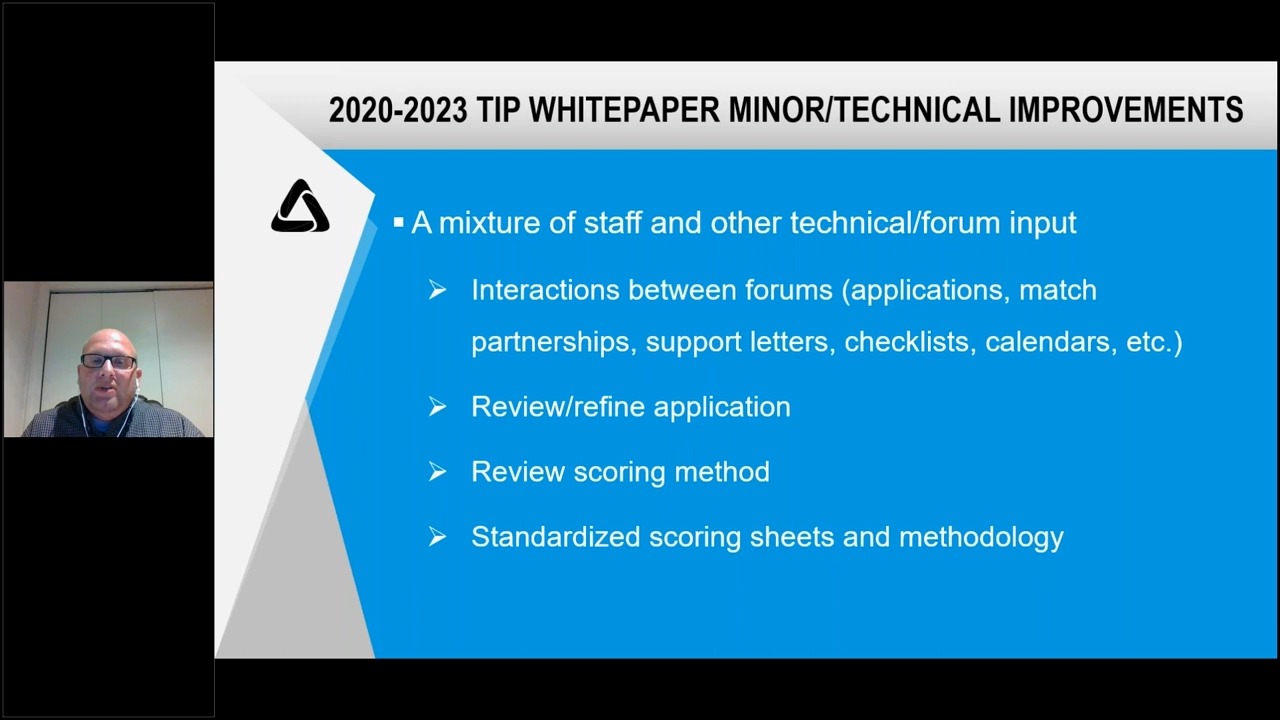 2020-2023 TIP WHITEPAPER MINOR/TECHNICAL IMPROVEMENTS
▪ A mixture of staff and other technical/forum input
➢ Interactions between forums (applications, match
partnerships, support letters, checklists, calendars, etc.)
➢ Review/refine application
➢ Review scoring method
➢ Standardized scoring sheets and methodology